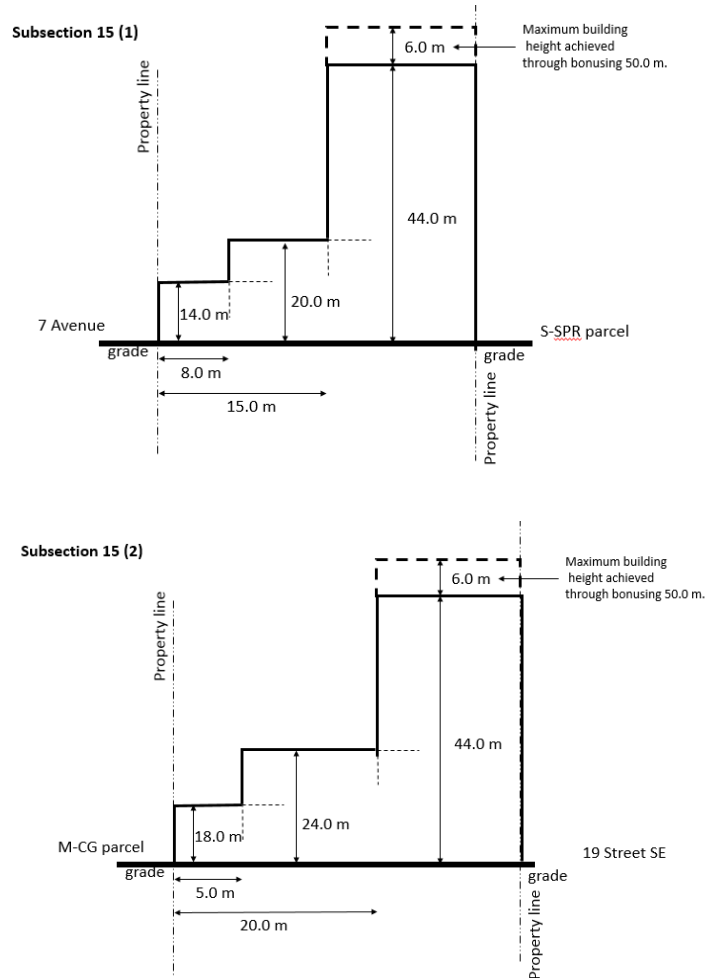 Subsection 15 (1)
Maximum building
height achieved
through bonusing 50.0 m.
6.0 m
Property line
44.0 m
20.0 m
14.0 m
7 Avenue
S-SPR parcel
grade
grade
8.0 m
15.0 m
Property line
Subsection 15 (2)
Maximum building
height achieved
through bonusing 50.0 m.
6.0 m
Property line
44.0 m
24.0 m
18.0 m
M-CG parcel
19 Street SE
grade
grade
5.0 m
20.0 m
Property line